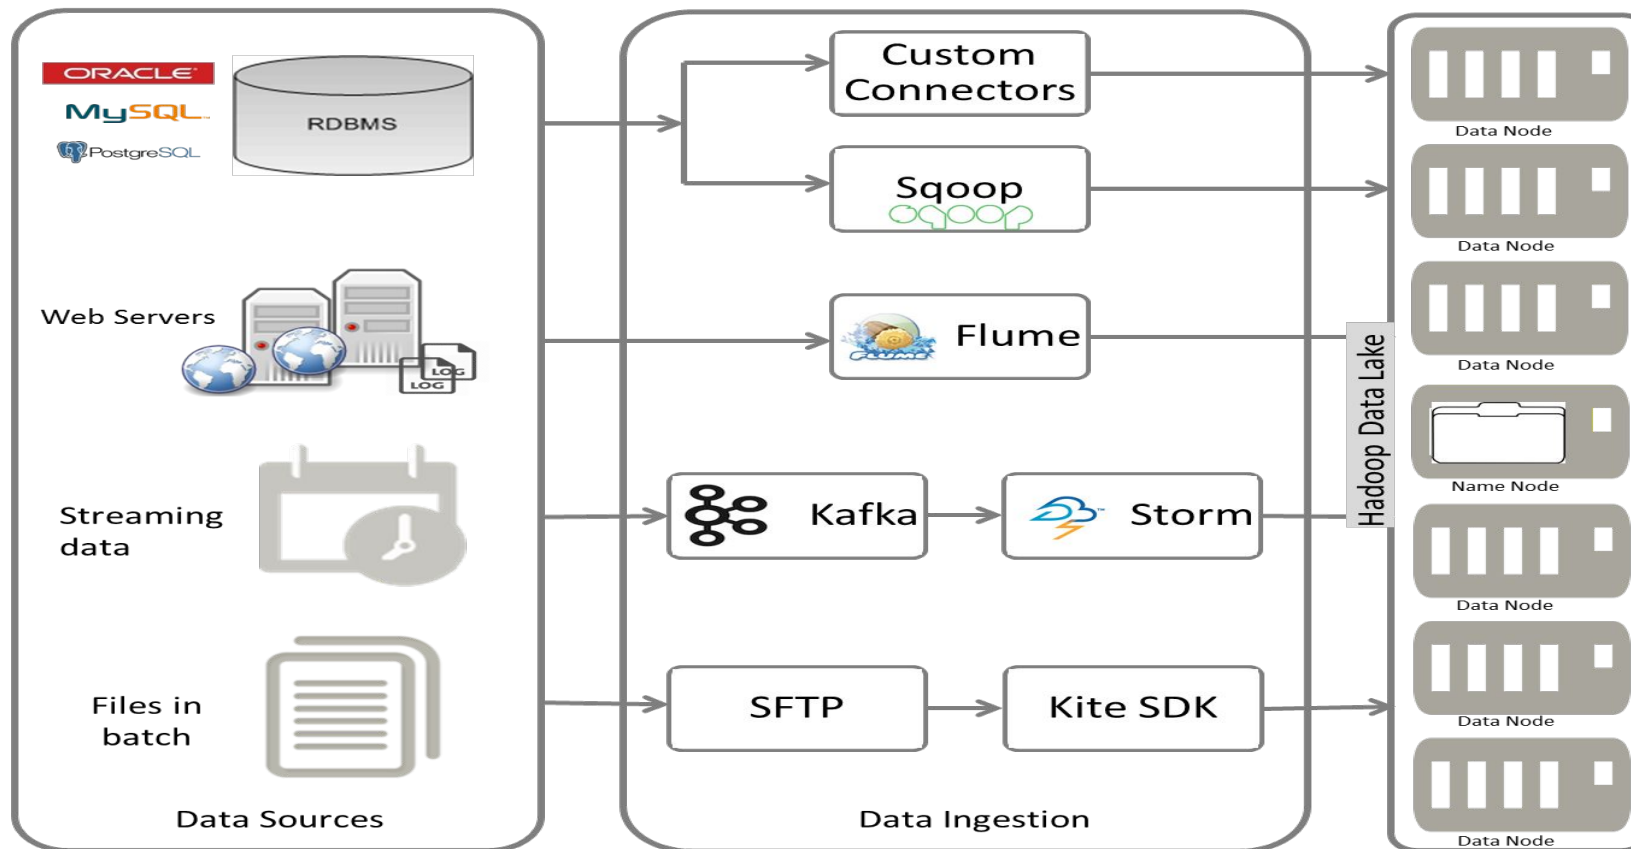 ORACLE
MySQL
PostgreSQL
RDBMS
Web Servers
LOG
LOG
Streaming
data
Files in
batch
Data Sources
Custom
Connectors
Sqoop
sqoop
Flume
FLUME
Kafka
Storm
SFTP
Kite SDK
Data Ingestion
Hadoop Data Lake
Data Node
Data Node
Data Node
Name Node
Data Node
Data Node
Data Node